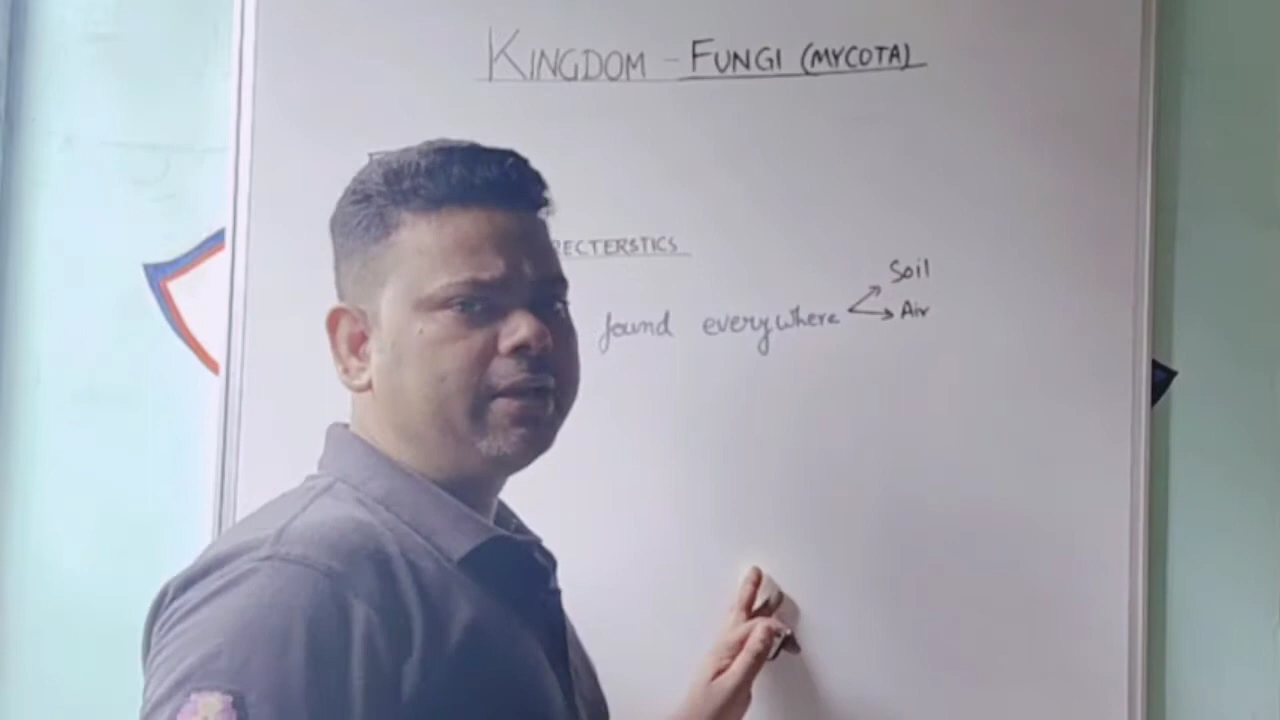 KINGDOM - FUNGI (MYCOTA)
RECTERSTICS
Soil
found everywhere
Air